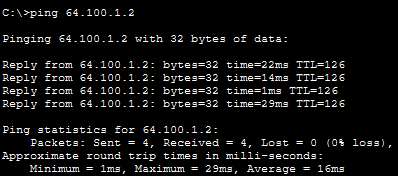 C:\>ping 64.100.1.2
Pinging 64.100.1.2 with 32 bytes of data:
Reply from 64.100.1.2: bytes=32 time=22ms TTL=126
Reply from 64.100.1.2: bytes=32 time=14ms TTL=126
Reply from 64.100.1.2: bytes=32 time=1ms TTL=126
Reply from 64.100.1.2: bytes=32 time=29ms TTL=126
Ping statistics for 64.100.1.2:
Packets: Sent = 4, Received = 4, Lost = 0 (0% loss),
Approximate round trip times in milli-seconds:
Minimum = 1ms, Maximum = 29ms, Average = 16ms